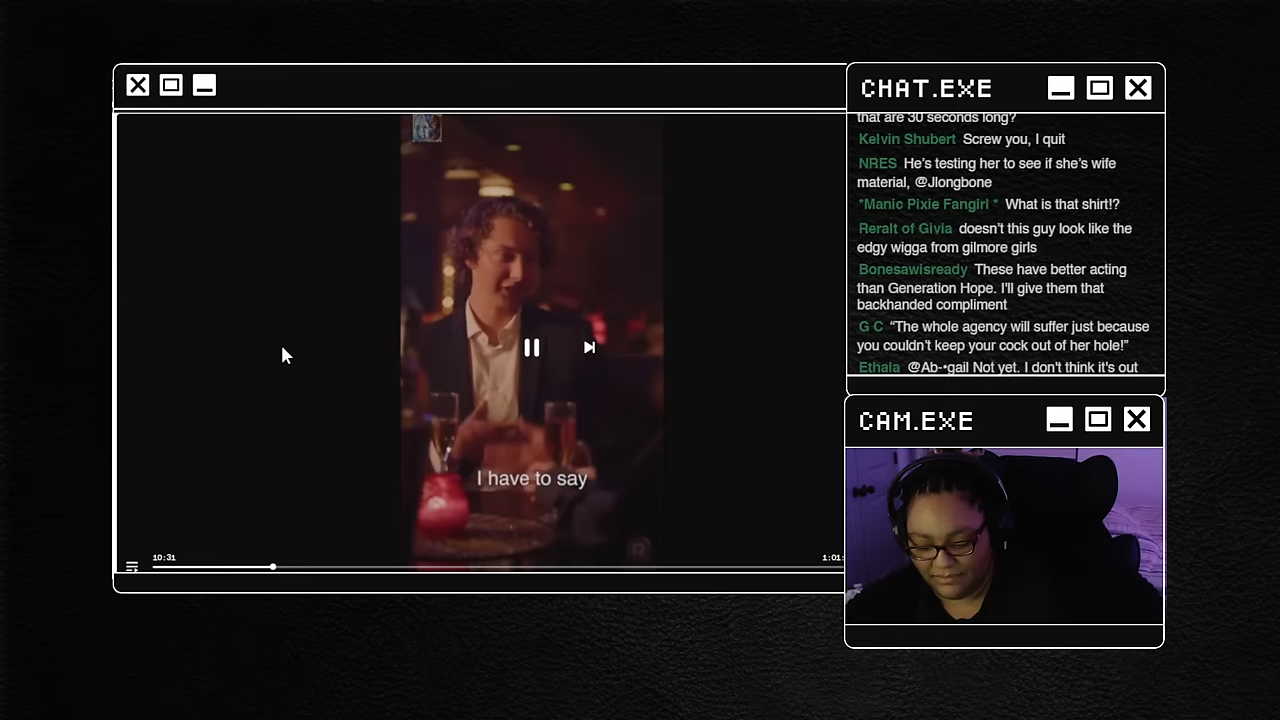 CHAT.EXE
that are 30 seconds long?
Kelvin Shubert Screw you, I quit
NRES He's testing her to see if she's wife
material, @Jlongbone
*Manic Pixie Fangirl * What is that shirt!?
Reralt of Givia doesn't this guy look like the
edgy wigga from gilmore girls
Bonesawisready These have better acting
than Generation Hope. I'll give them that
backhanded compliment
G C “The whole agency will suffer just because
you couldn't keep your cock out of her hole!”
Ethala @Ab-•gail Not yet. I don't think it's out
I have to say
10:31
1:01:
CAM.EXE